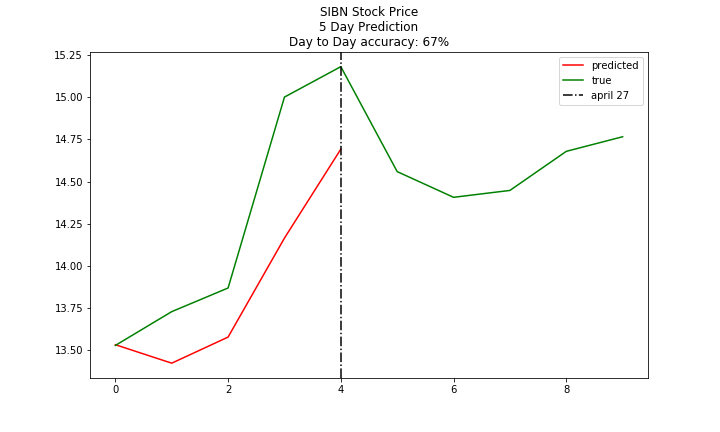 SIBN Stock Price
5 Day Prediction
Day to Day accuracy: 67%
15.25
15.00
14.75
14.50
14.25
14.00
13.75
13.50
0
2
4
6
8
predicted
true
april 27